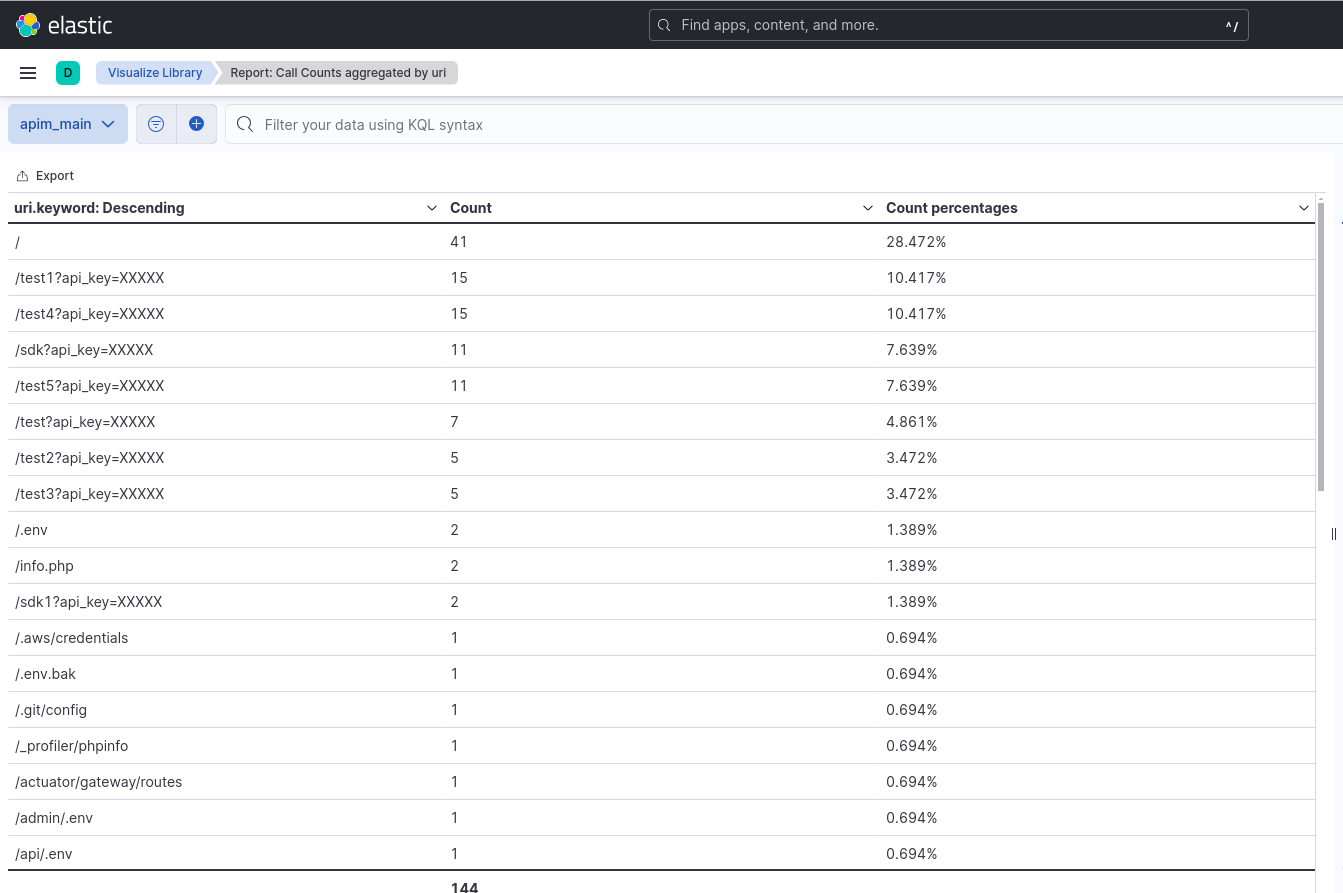 elastic
Find apps, content, and more.
^/
D
Visualize Library
Report: Call Counts aggregated by uri
apim_main
Filter your data using KQL syntax
Export
uri.keyword: Descending Count Count percentages
/ 41 28.472%
/test1?api_key=XXXXX 15 10.417%
/test4?api_key=XXXXX 15 10.417%
/sdk?api_key=XXXXX 11 7.639%
/test5?api_key=XXXXX 11 7.639%
/test?api_key=XXXXX 7 4.861%
/test2?api_key=XXXXX 5 3.472%
/test3?api_key=XXXXX 5 3.472%
/.env 2 1.389%
/info.php 2 1.389%
/sdk1?api_key=XXXXX 2 1.389%
/.aws/credentials 1 0.694%
/.env.bak 1 0.694%
/.git/config 1 0.694%
/_profiler/phpinfo 1 0.694%
/actuator/gateway/routes 1 0.694%
/admin/.env 1 0.694%
/api/.env 1 0.694%
144